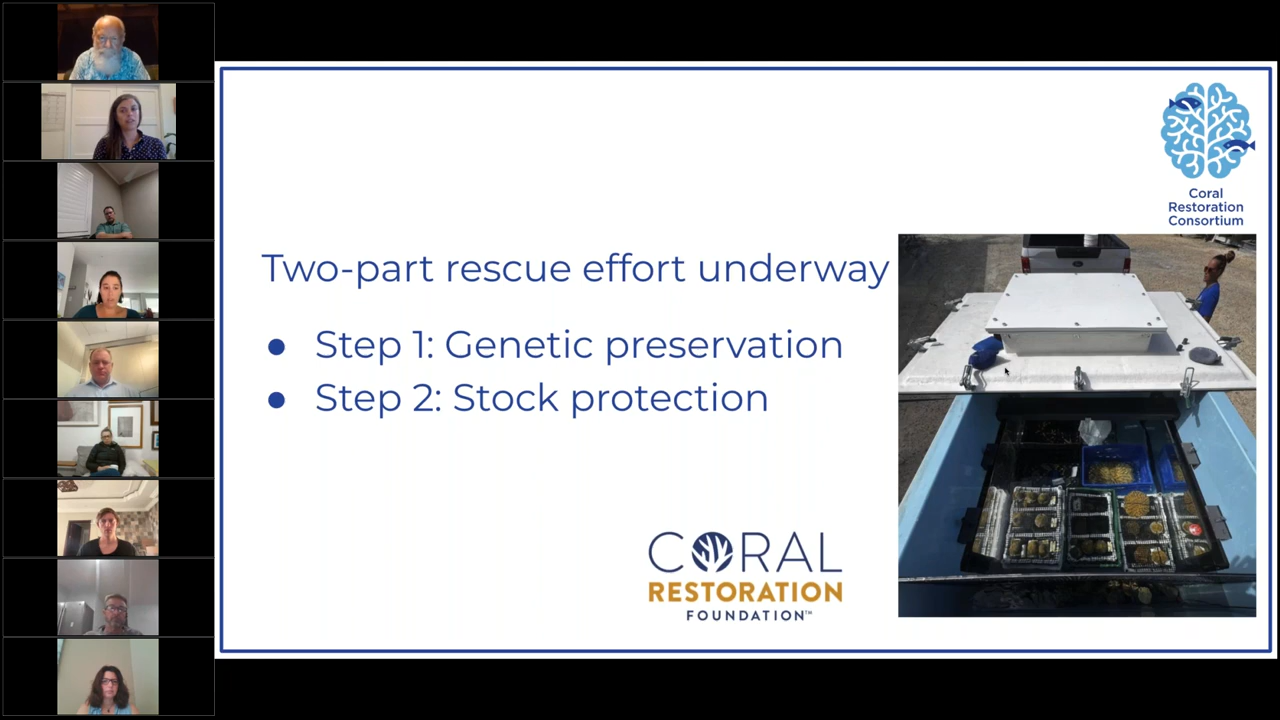 Coral
Restoration
Consortium
Two-part rescue effort underway
● Step 1: Genetic preservation
● Step 2: Stock protection
CORAL
RESTORATION
FOUNDATION™